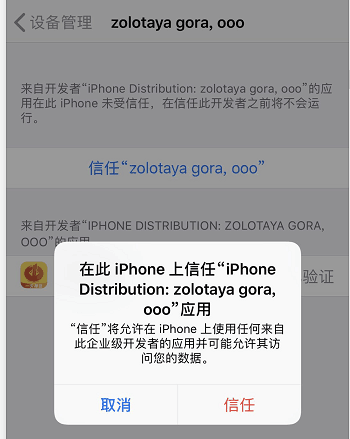 设备管理
zolotaya gora, ooo
来自开发者“iPhone Distribution: zolotaya gora, ooo”的应
用在此 iPhone 未受信任，在信任此开发者之前将不会运
行。
信任“zolotaya gora, ooo”
来自开发者“IPHONE DISTRIBUTION: ZOLOTAYA GORA,
OOO”的应用
验证
在此 iPhone 上信任“iPhone
Distribution: zolotaya gora,
ooo”应用
“信任”将允许在 iPhone 上使用任何来自
此企业级开发者的应用并可能允许其访
问您的数据。
取消
信任